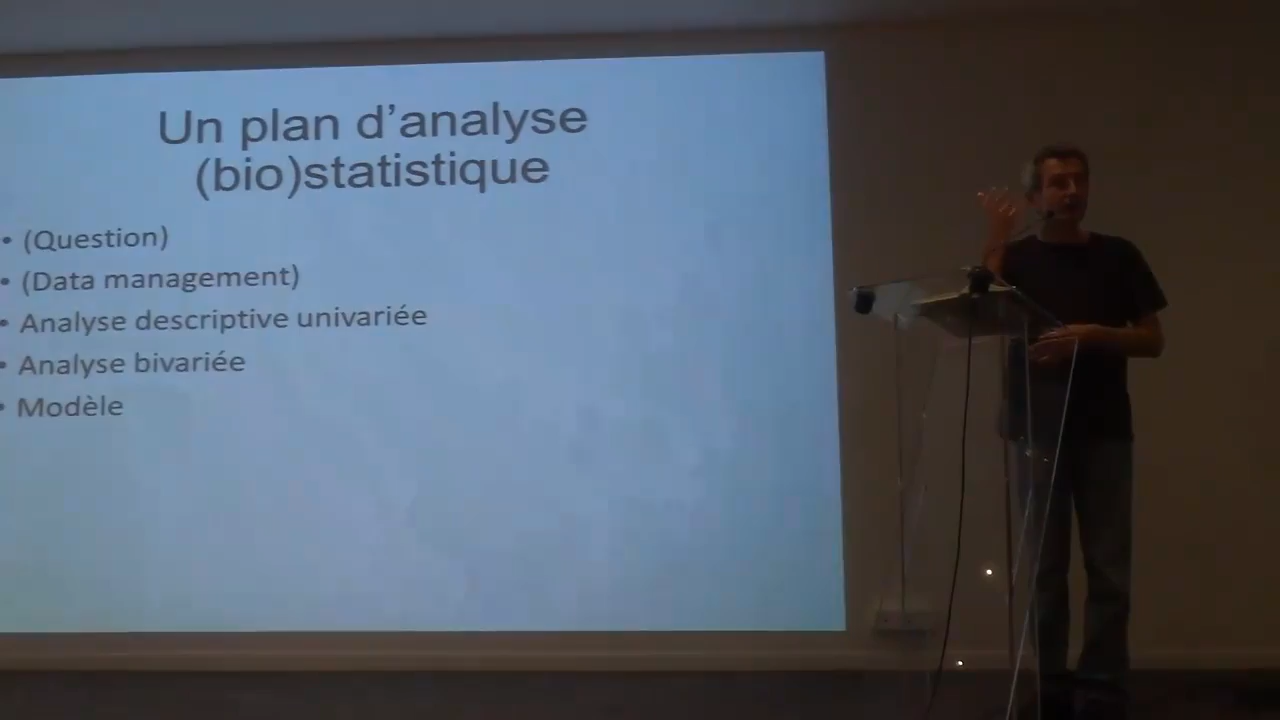 Un plan d’analyse
(bio)statistique
• (Question)
• (Data management)
• Analyse descriptive univariée
• Analyse bivariée
• Modèle